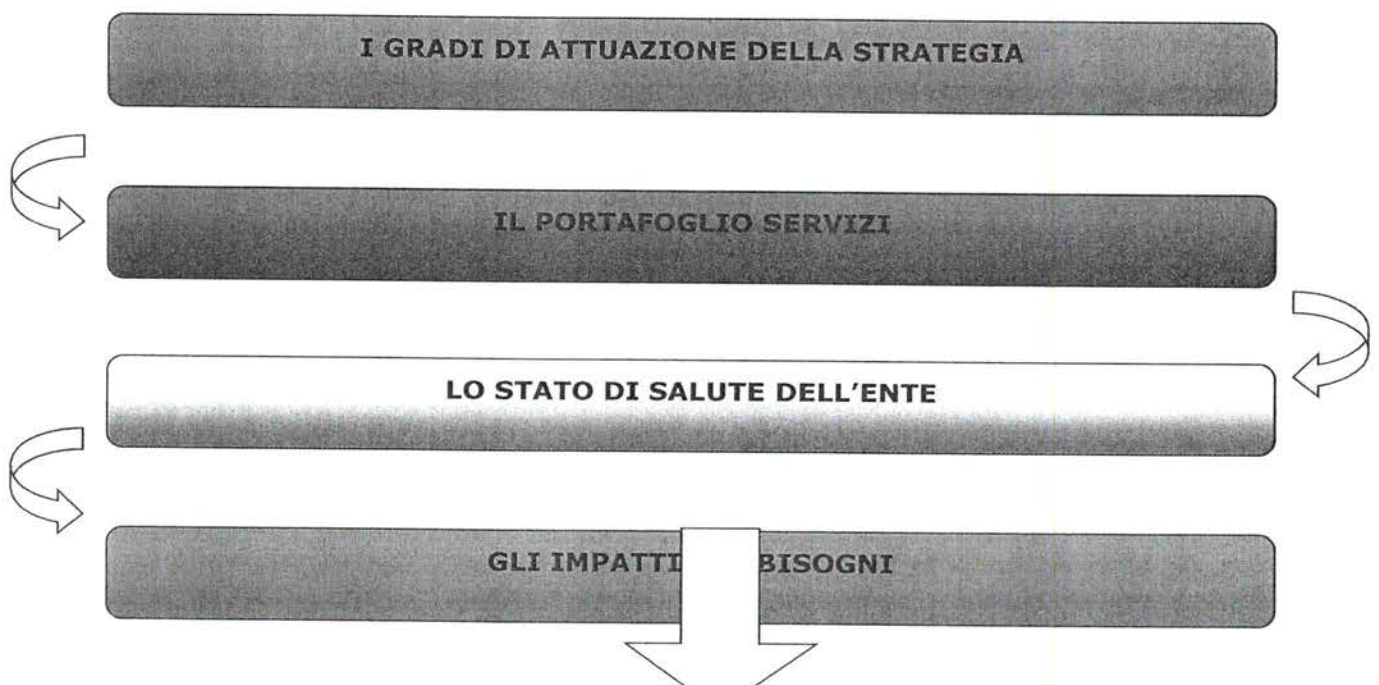 I GRADI DI ATTUAZIONE DELLA STRATEGIA
IL PORTAFOGLIO SERVIZI
LO STATO DI SALUTE DELL'ENTE
GLI IMPATTI BISOGNI